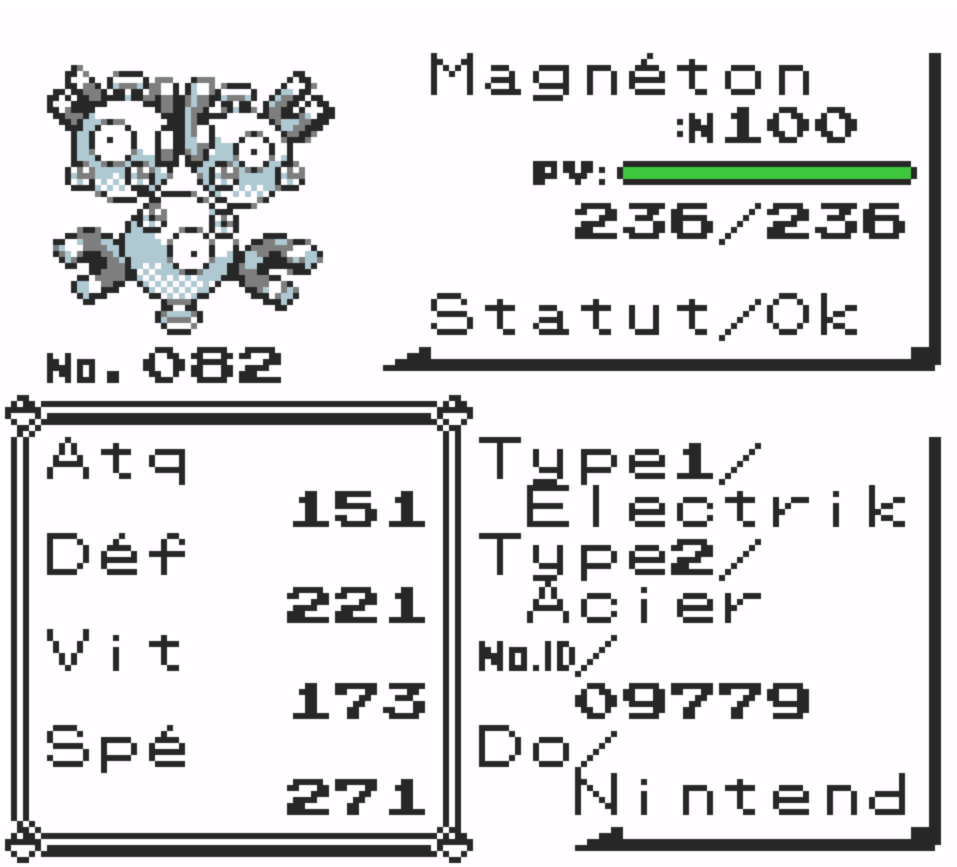 Magnéton
:N100
PV:
236/236
Statut/Ok
No.082
Atq
151
Déf
221
Vit
173
Spé
271
Type1/
Électrik
Type2/
Acier
No.ID/
09779
Do/
Nintend